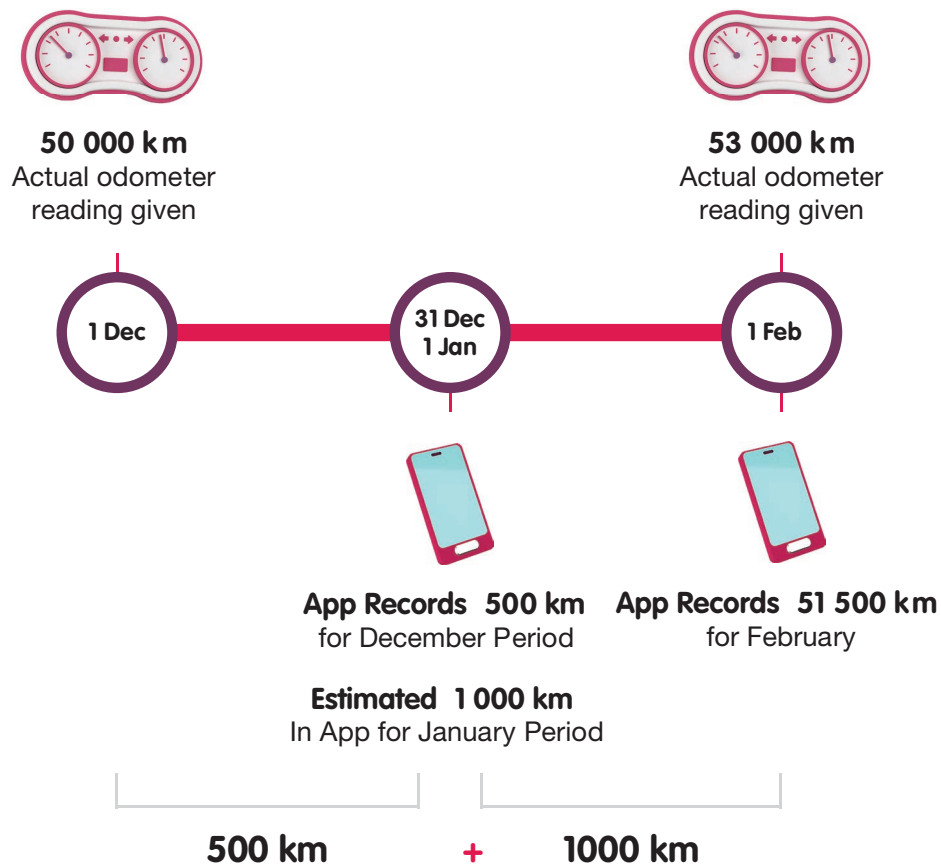 50 000 km
Actual odometer
reading given
53 000 km
Actual odometer
reading given
1 Dec
31 Dec
1 Jan
1 Feb
App Records 500 km
for December Period
App Records 51 500 km
for February
Estimated 1 000 km
In App for January Period
500 km + 1000 km